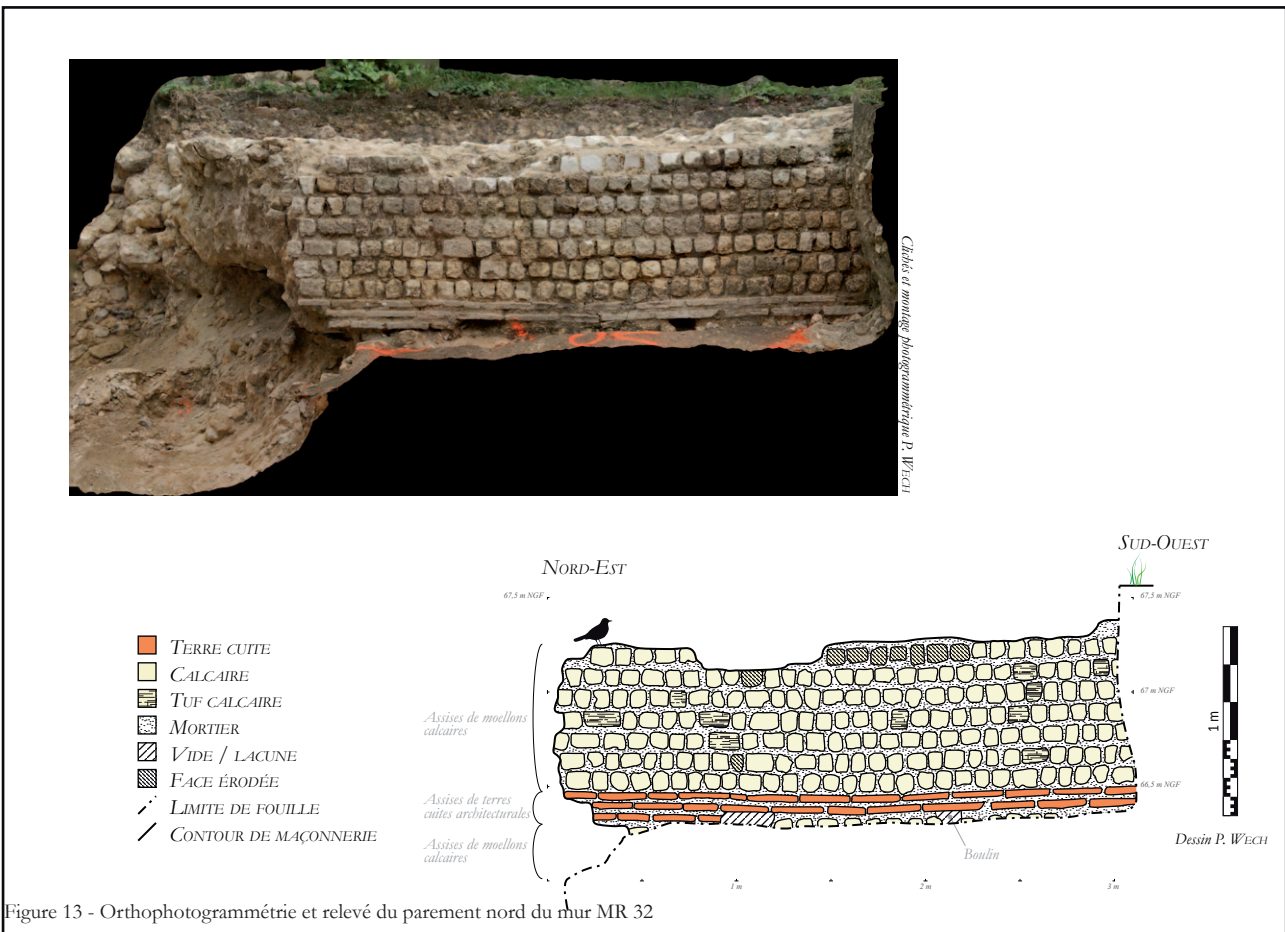 Clichés et montage photogrammétrique P. WECH
NORD-EST
SUD-OUEST
67,5 m NGF
67,5 m NGF
TERRE CUITE
CALCAIRE
TUF CALCAIRE
MORTIER
VIDE / LACUNE
FACE ÉRODÉE
LIMITE DE FOUILLE
CONTOUR DE MAÇONNERIE
Assises de moellons
calcaires
Assises de terres
cuites architecturales
Assises de moellons
calcaires
67 m NGF
66,5 m NGF
1 m
Dessin P. WECH
Boulin
1 m
2 m
3 m
Figure 13 - Orthophotogrammétrie et relevé du parement nord du mur MR 32